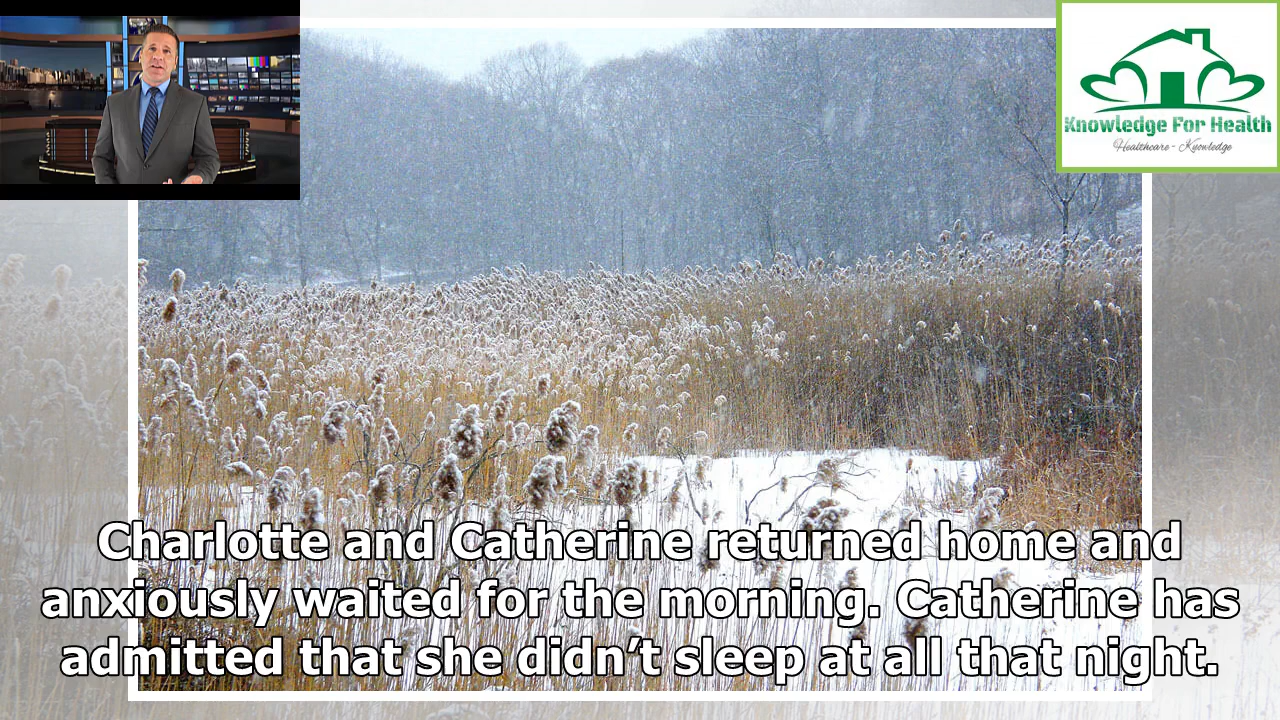 Knowledge For Health
Healthcare - Knowledge
Charlotte and Catherine returned home and
anxiously waited for the morning. Catherine has
admitted that she didn’t sleep at all that night.